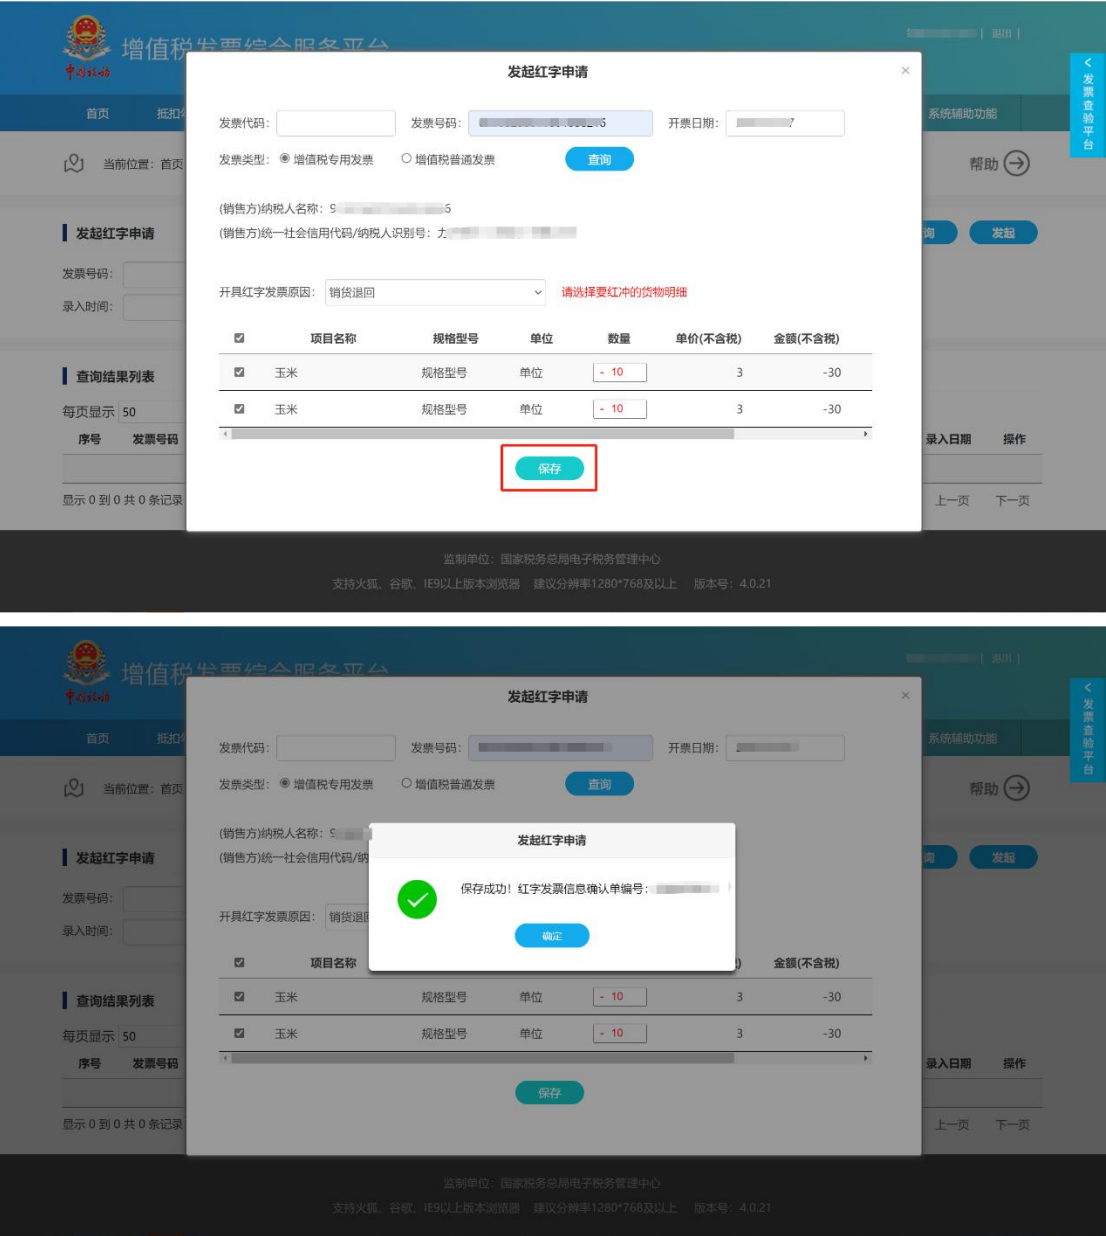 增值税发票综合服务平台
中国税务
| 退出 |
发起红字申请
×
首页
抵扣
系统辅助功能
< 发票查验平台
发票代码：
发票号码：
开票日期：
发票类型： 增值税专用发票 增值税普通发票 查询
当前位置：首页
帮助
(销售方)纳税人名称：9 6
(销售方)统一社会信用代码/纳税人识别号：
发起红字申请
询 发起
发票号码：
录入时间：
开具红字发票原因： 销货退回 请选择要红冲的货物明细
项目名称 规格型号 单位 数量 单价(不含税) 金额(不含税)
玉米 规格型号 单位 - 10 3 -30
玉米 规格型号 单位 - 10 3 -30
查询结果列表
每页显示 50
序号 发票号码 录入日期 操作
保存
显示 0 到 0 共 0 条记录 上一页 下一页
监制单位：国家税务总局电子税务管理中心
支持火狐、谷歌、IE9以上版本浏览器 建议分辨率1280*768及以上 版本号：4.0.21
增值税发票综合服务平台
中国税务
| 退出 |
发起红字申请
×
首页
抵扣
系统辅助功能
< 发票查验平台
发票代码：
发票号码：
开票日期：
发票类型： 增值税专用发票 增值税普通发票 查询
当前位置：首页
帮助
(销售方)纳税人名称：9
(销售方)统一社会信用代码/纳
发起红字申请
保存成功！红字发票信息确认单编号：
确定
发起红字申请
询 发起
发票号码：
录入时间：
开具红字发票原因： 销货退回
项目名称 ) 金额(不含税)
玉米 规格型号 单位 - 10 3 -30
玉米 规格型号 单位 - 10 3 -30
查询结果列表
每页显示 50
序号 发票号码 录入日期 操作
保存
显示 0 到 0 共 0 条记录 上一页 下一页
监制单位：国家税务总局电子税务管理中心
支持火狐、谷歌、IE9以上版本浏览器 建议分辨率1280*768及以上 版本号：4.0.21